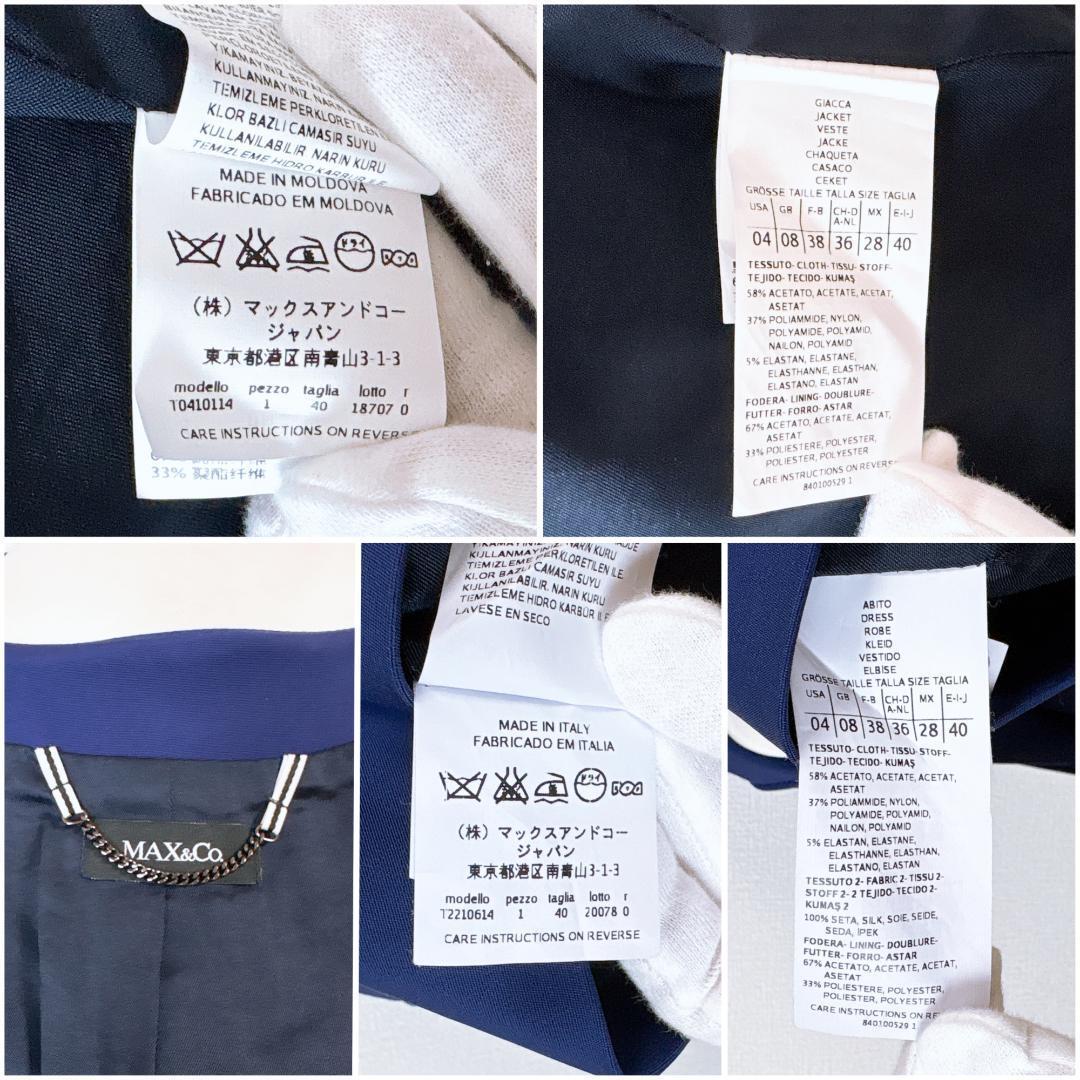 YIKAMAYINIZ. BEYAZ
KULLANMAYINIZ. NARIN
TEMIZLEME PERKLORETILEN
KLOR BAZLI CAMASIR SUYU
KULLANILABILIR. NARIN KURU
TEMIZLEME HIDRO KARBUR ILE
MADE IN MOLDOVA
FABRICADO EM MOLDOVA
ドライ
(株) マックスアンドコー
ジャパン
東京都港区南青山3-1-3
modello pezzo taglia lotto r
T0410114 1 40 18707 0
CARE INSTRUCTIONS ON REVERSE
33% 聚酯纤维
GIACCA
JACKET
VESTE
JACKE
CHAQUETA
CASACO
CEKET
GRÖSSE TAILLE TALLA SIZE TAGLIA
USA GB F-B CH-D A-NL MX E-I-J
04 08 38 36 28 40
TESSUTO- CLOTH- TISSU- STOFF-
TEJIDO- TECIDO- KUMAŞ
58% ACETATO, ACETATE, ACETAT,
ASETAT
37% POLIAMMIDE, NYLON,
POLYAMIDE, POLYAMID,
NAILON, POLYAMID
5% ELASTAN, ELASTANE,
ELASTHANNE, ELASTHAN,
ELASTANO, ELASTAN
FODERA- LINING- DOUBLURE-
FUTTER- FORRO- ASTAR
67% ACETATO, ACETATE, ACETAT,
ASETAT
33% POLIESTERE, POLYESTER,
POLIESTER, POLYESTER
CARE INSTRUCTIONS ON REVERSE
840100529 1
MAX&Co.
KULLANMAYINIZ. NARIN KURU
TEMIZLEME PERKLORETILEN ILE.
KLOR BAZLI CAMASIR SUYU
KULLANILABILIR. NARIN KURU
TEMIZLEME HIDRO KARBÜR ILE
LAVESE EN SECO
MADE IN ITALY
FABRICADO EM ITALIA
ドライ
(株) マックスアンドコー
ジャパン
東京都港区南青山3-1-3
modello pezzo taglia lotto r
T2210614 1 40 20078 0
CARE INSTRUCTIONS ON REVERSE
ABITO
DRESS
ROBE
KLEID
VESTIDO
ELBİSE
GRÖSSE TAILLE TALLA SIZE TAGLIA
USA GB F-B CH-D A-NL MX E-I-J
04 08 38 36 28 40
TESSUTO- CLOTH- TISSU- STOFF-
TEJIDO- TECIDO- KUMAŞ
58% ACETATO, ACETATE, ACETAT,
ASETAT
37% POLIAMMIDE, NYLON,
POLYAMIDE, POLYAMID,
NAILON, POLYAMID
5% ELASTAN, ELASTANE,
ELASTHANNE, ELASTHAN,
ELASTANO, ELASTAN
TESSUTO 2- FABRIC 2- TISSU 2-
STOFF 2- 2 TEJIDO- TECIDO 2-
KUMAŞ 2
100% SETA, SILK, SOIE, SEIDE,
SEDA, IPEK
FODERA- LINING- DOUBLURE-
FUTTER- FORRO- ASTAR
67% ACETATO, ACETATE, ACETAT,
ASETAT
33% POLIESTERE, POLYESTER,
POLIESTER, POLYESTER
CARE INSTRUCTIONS ON RE
840100529 1